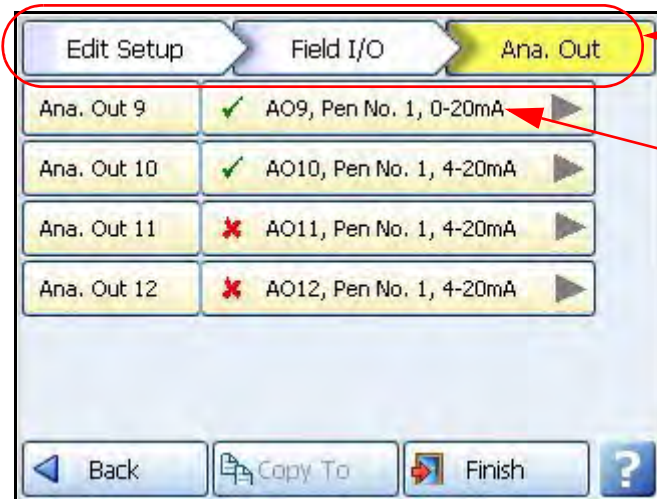 Edit Setup Field I/O Ana. Out
Ana. Out 9 AO9, Pen No. 1, 0-20mA
Ana. Out 10 AO10, Pen No. 1, 4-20mA
Ana. Out 11 AO11, Pen No. 1, 4-20mA
Ana. Out 12 AO12, Pen No. 1, 4-20mA
Back Copy To Finish ?